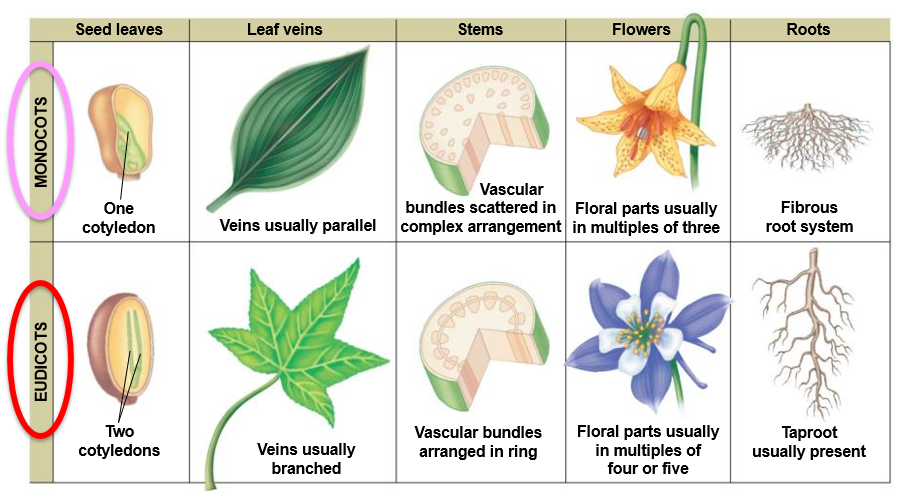 Seed leaves
Leaf veins
Stems
Flowers
Roots
MONOCOTS
One
cotyledon
Veins usually parallel
Vascular
bundles scattered in
complex arrangement
Floral parts usually
in multiples of three
Fibrous
root system
EUDICOTS
Two
cotyledons
Veins usually
branched
Vascular bundles
arranged in ring
Floral parts usually
in multiples of
four or five
Taproot
usually present